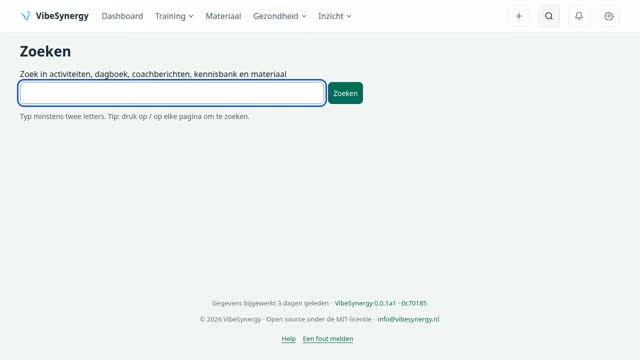 VibeSynergy Dashboard Training Materiaal Gezondheid Inzicht
Zoeken
Zoek in activiteiten, dagboek, coachberichten, kennisbank en materiaal
Zoeken
Typ minstens twee letters. Tip: druk op / op elke pagina om te zoeken.
Gegevens bijgewerkt 3 dagen geleden · VibeSynergy 0.0.1a1 · 0c70185
© 2026 VibeSynergy · Open source onder de MIT-licentie · info@vibesynergy.nl
Help Een fout melden